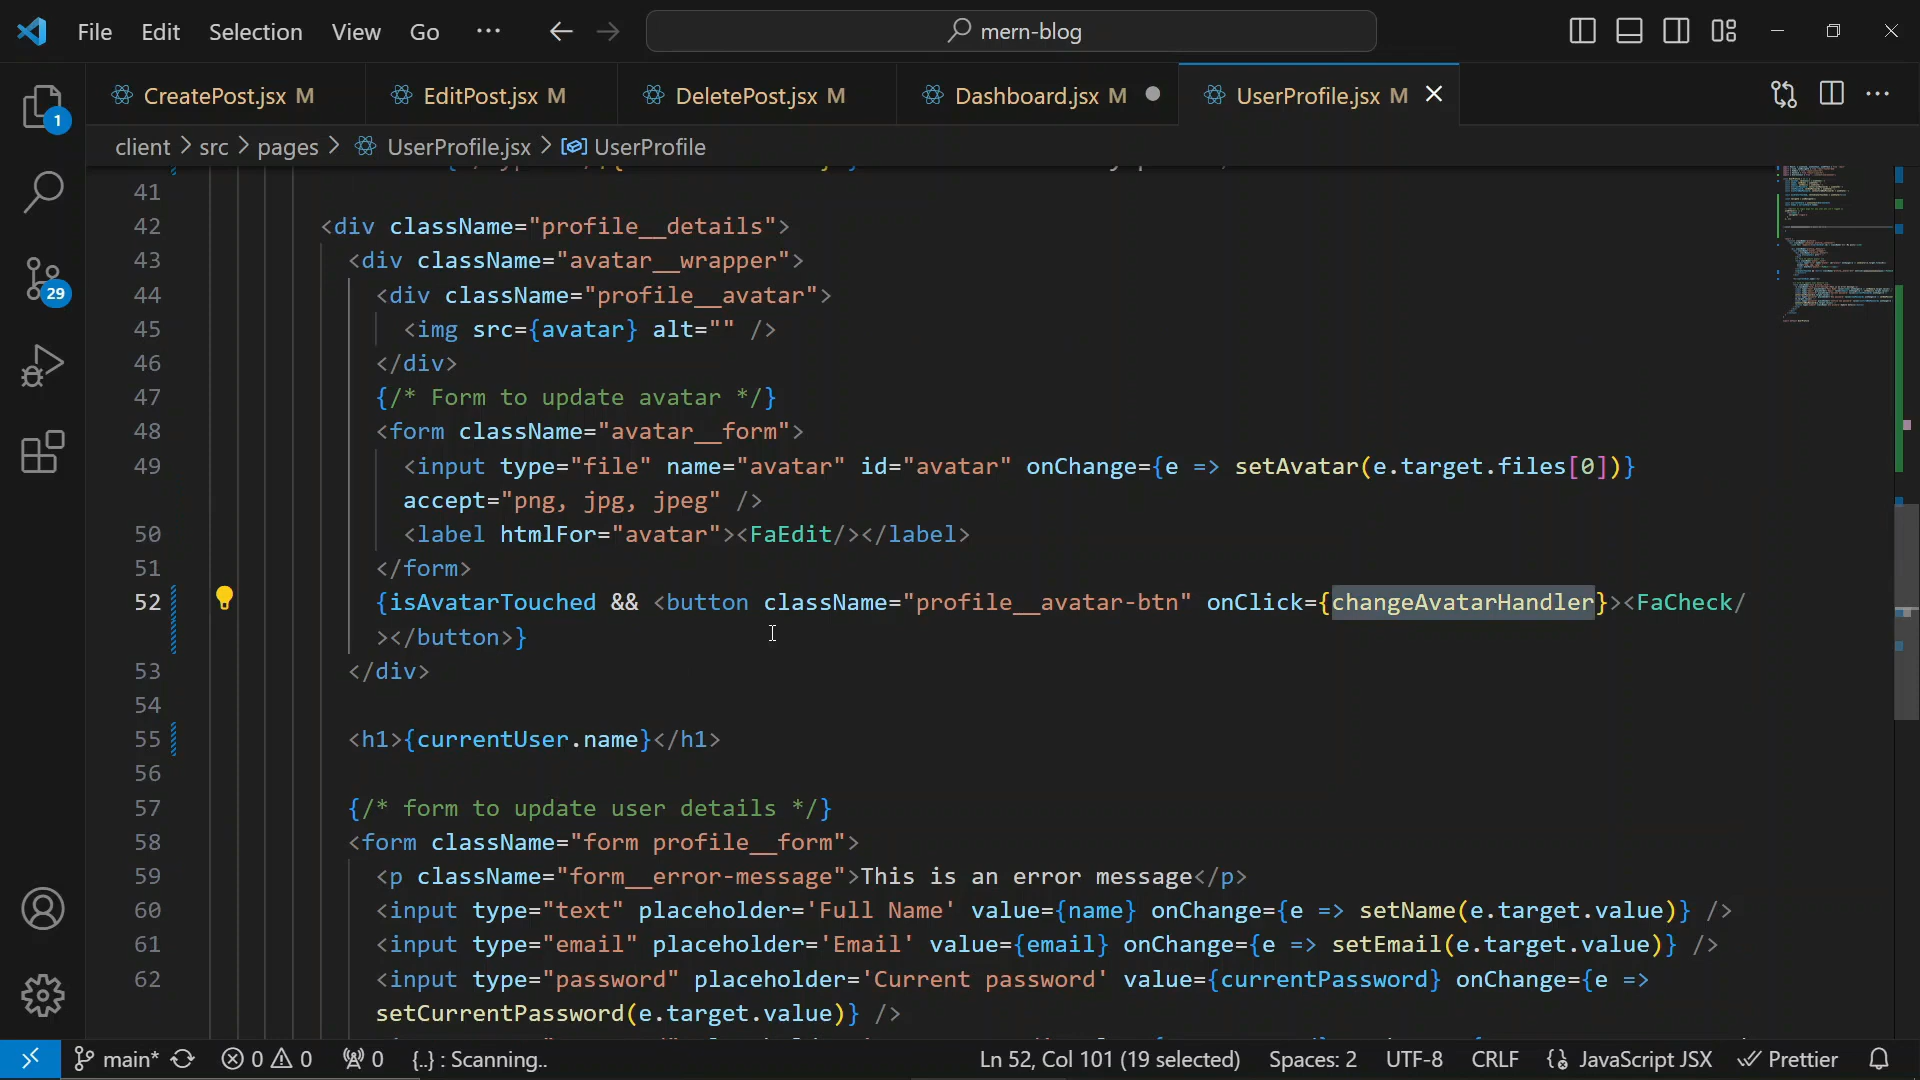 File Edit Selection View Go ··· mern-blog
CreatePost.jsx M EditPost.jsx M DeletePost.jsx M Dashboard.jsx M UserProfile.jsx M
client > src > pages > UserProfile.jsx > UserProfile
1
29
41
42 <div className="profile__details">
43 <div className="avatar__wrapper">
44 <div className="profile__avatar">
45 <img src={avatar} alt="" />
46 </div>
47 {/* Form to update avatar */}
48 <form className="avatar__form">
49 <input type="file" name="avatar" id="avatar" onChange={e => setAvatar(e.target.files[0])}
accept="png, jpg, jpeg" />
50 <label htmlFor="avatar"><FaEdit/></label>
51 </form>
52 {isAvatarTouched && <button className="profile__avatar-btn" onClick={changeAvatarHandler}><FaCheck/
></button>}
53 </div>
54
55 <h1>{currentUser.name}</h1>
56
57 {/* form to update user details */}
58 <form className="form profile__form">
59 <p className="form__error-message">This is an error message</p>
60 <input type="text" placeholder='Full Name' value={name} onChange={e => setName(e.target.value)} />
61 <input type="email" placeholder='Email' value={email} onChange={e => setEmail(e.target.value)} />
62 <input type="password" placeholder='Current password' value={currentPassword} onChange={e =>
setCurrentPassword(e.target.value)} />
main* 0 0 0 {..} : Scanning.. Ln 52, Col 101 (19 selected) Spaces: 2 UTF-8 CRLF JavaScript JSX Prettier